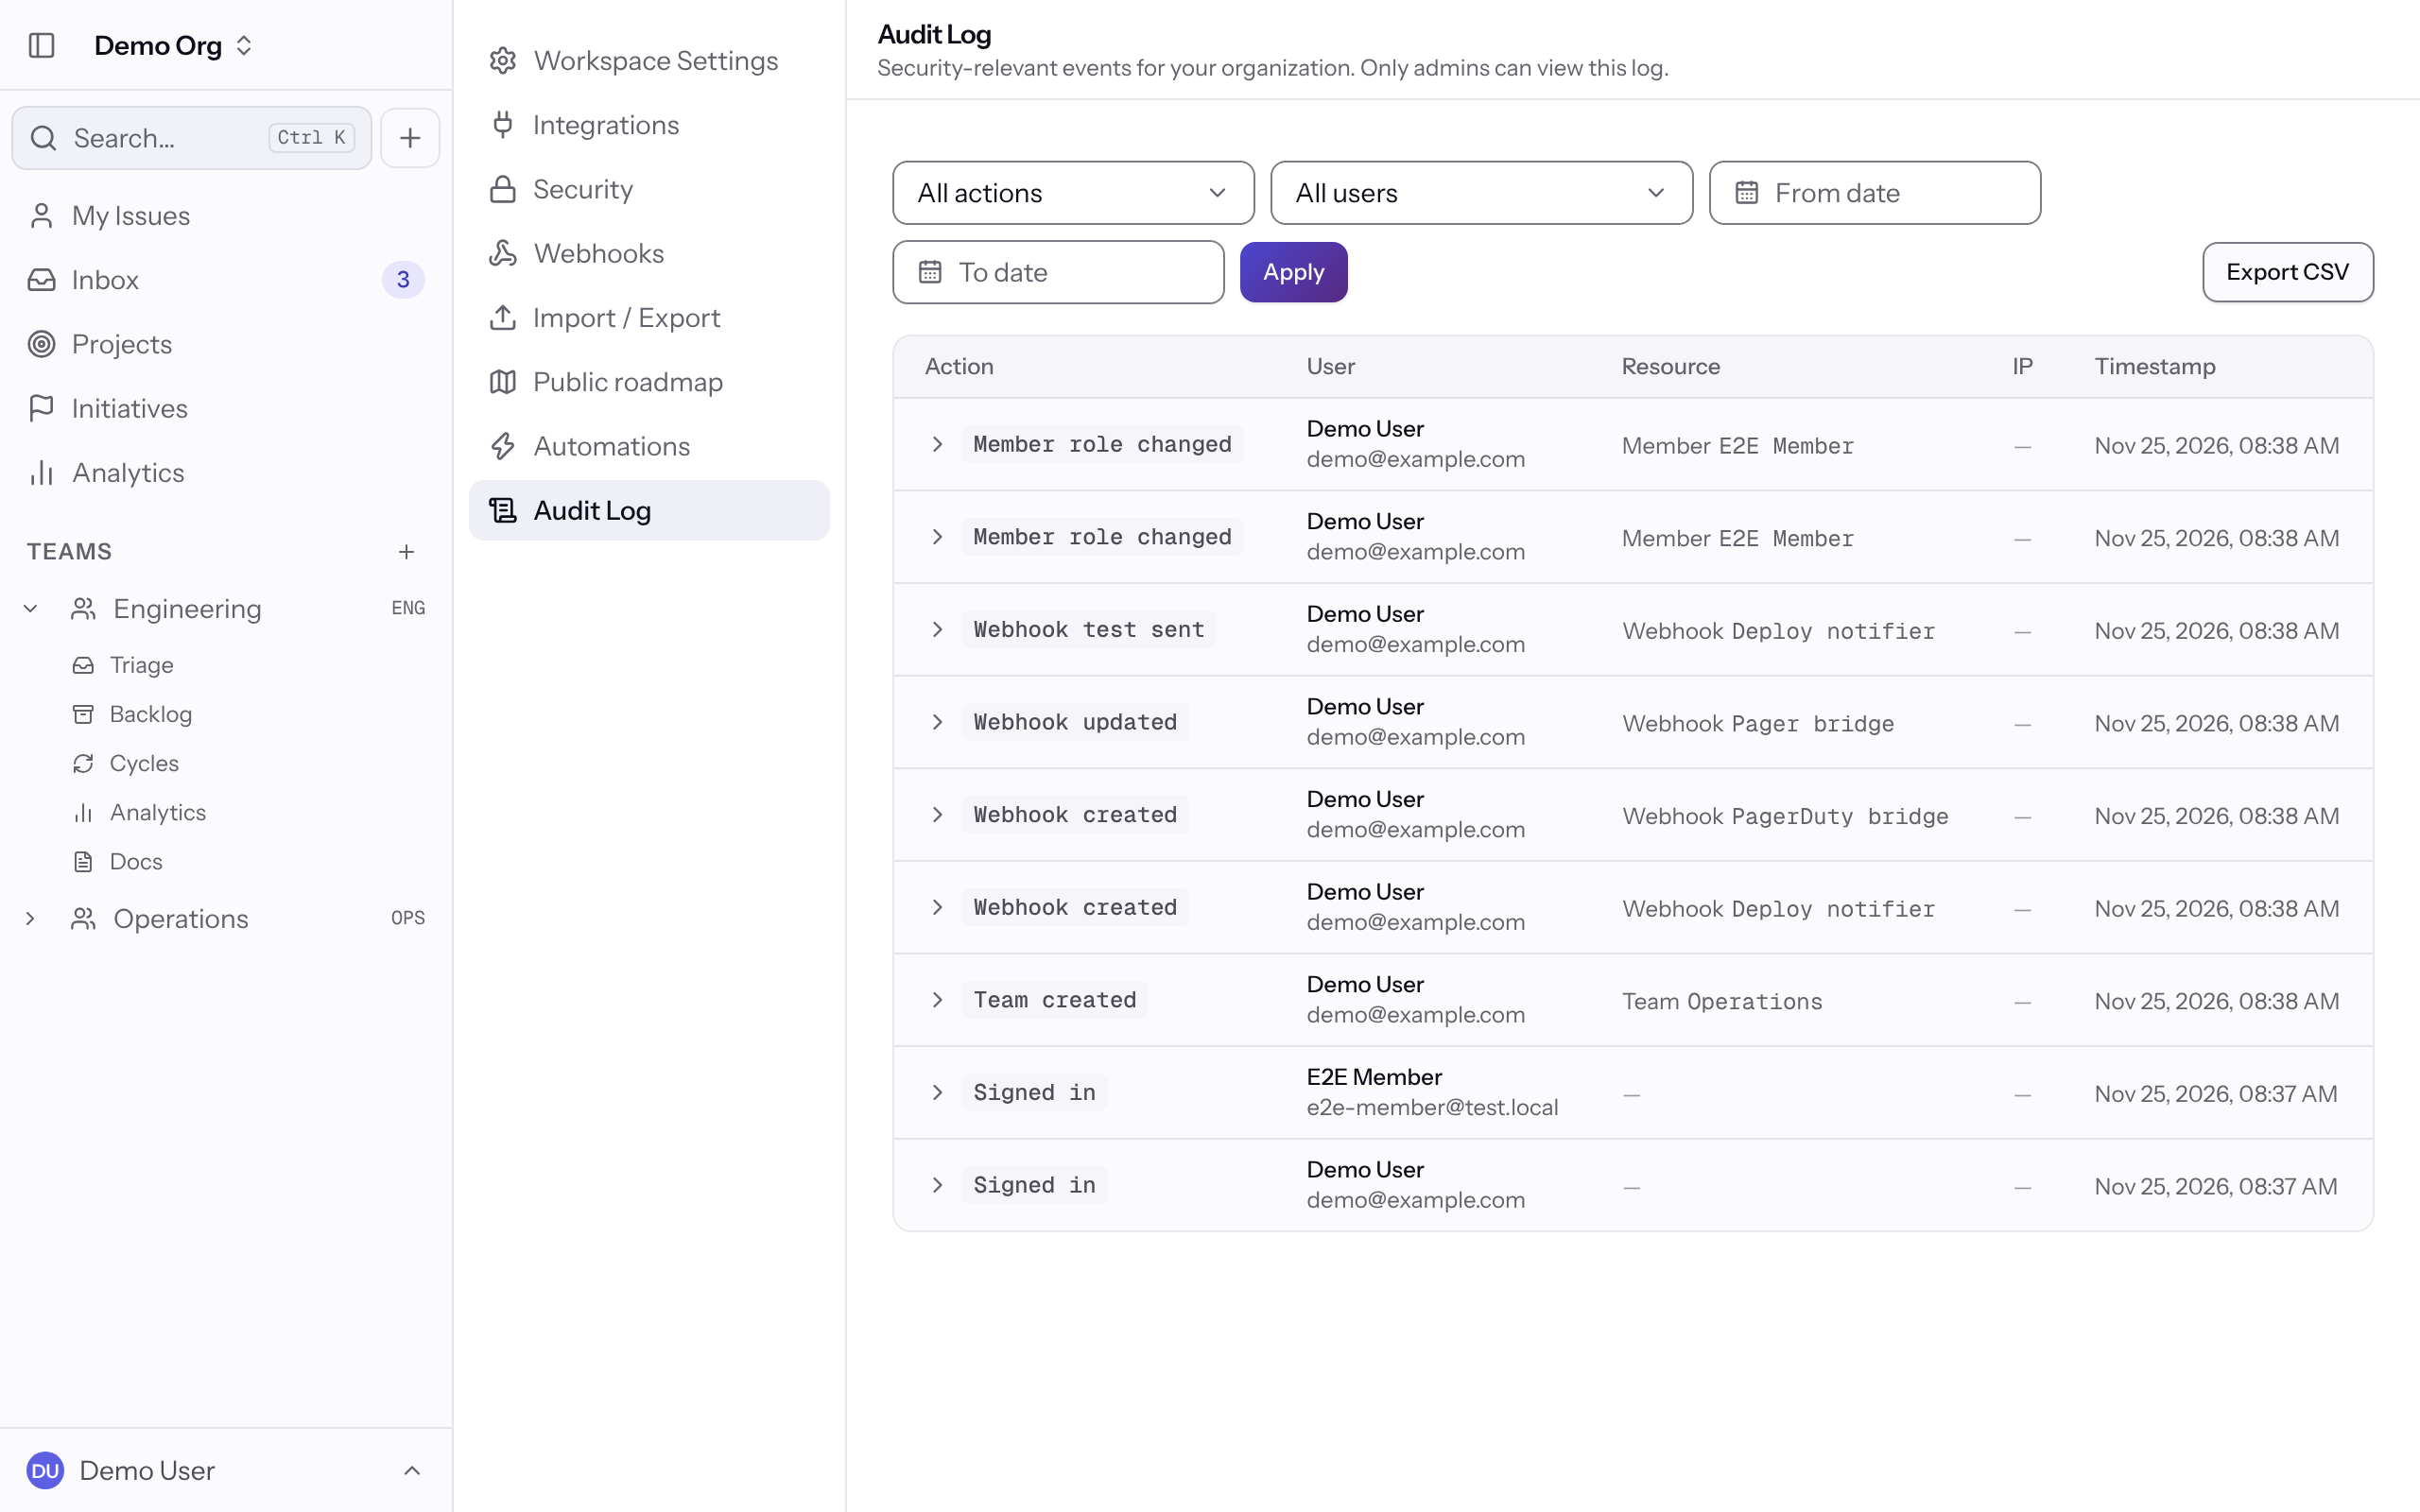 Demo Org
Search...
Ctrl K
My Issues
Inbox
3
Projects
Initiatives
Analytics
TEAMS
Engineering
ENG
Triage
Backlog
Cycles
Analytics
Docs
Operations
OPS
DU
Demo User
Workspace Settings
Integrations
Security
Webhooks
Import / Export
Public roadmap
Automations
Audit Log
Audit Log
Security-relevant events for your organization. Only admins can view this log.
All actions
All users
From date
To date
Apply
Export CSV
Action User Resource IP Timestamp
Member role changed
Demo User
demo@example.com
Member E2E Member
—
Nov 25, 2026, 08:38 AM
Member role changed
Demo User
demo@example.com
Member E2E Member
—
Nov 25, 2026, 08:38 AM
Webhook test sent
Demo User
demo@example.com
Webhook Deploy notifier
—
Nov 25, 2026, 08:38 AM
Webhook updated
Demo User
demo@example.com
Webhook Pager bridge
—
Nov 25, 2026, 08:38 AM
Webhook created
Demo User
demo@example.com
Webhook PagerDuty bridge
—
Nov 25, 2026, 08:38 AM
Webhook created
Demo User
demo@example.com
Webhook Deploy notifier
—
Nov 25, 2026, 08:38 AM
Team created
Demo User
demo@example.com
Team Operations
—
Nov 25, 2026, 08:38 AM
Signed in
E2E Member
e2e-member@test.local
—
—
Nov 25, 2026, 08:37 AM
Signed in
Demo User
demo@example.com
—
—
Nov 25, 2026, 08:37 AM